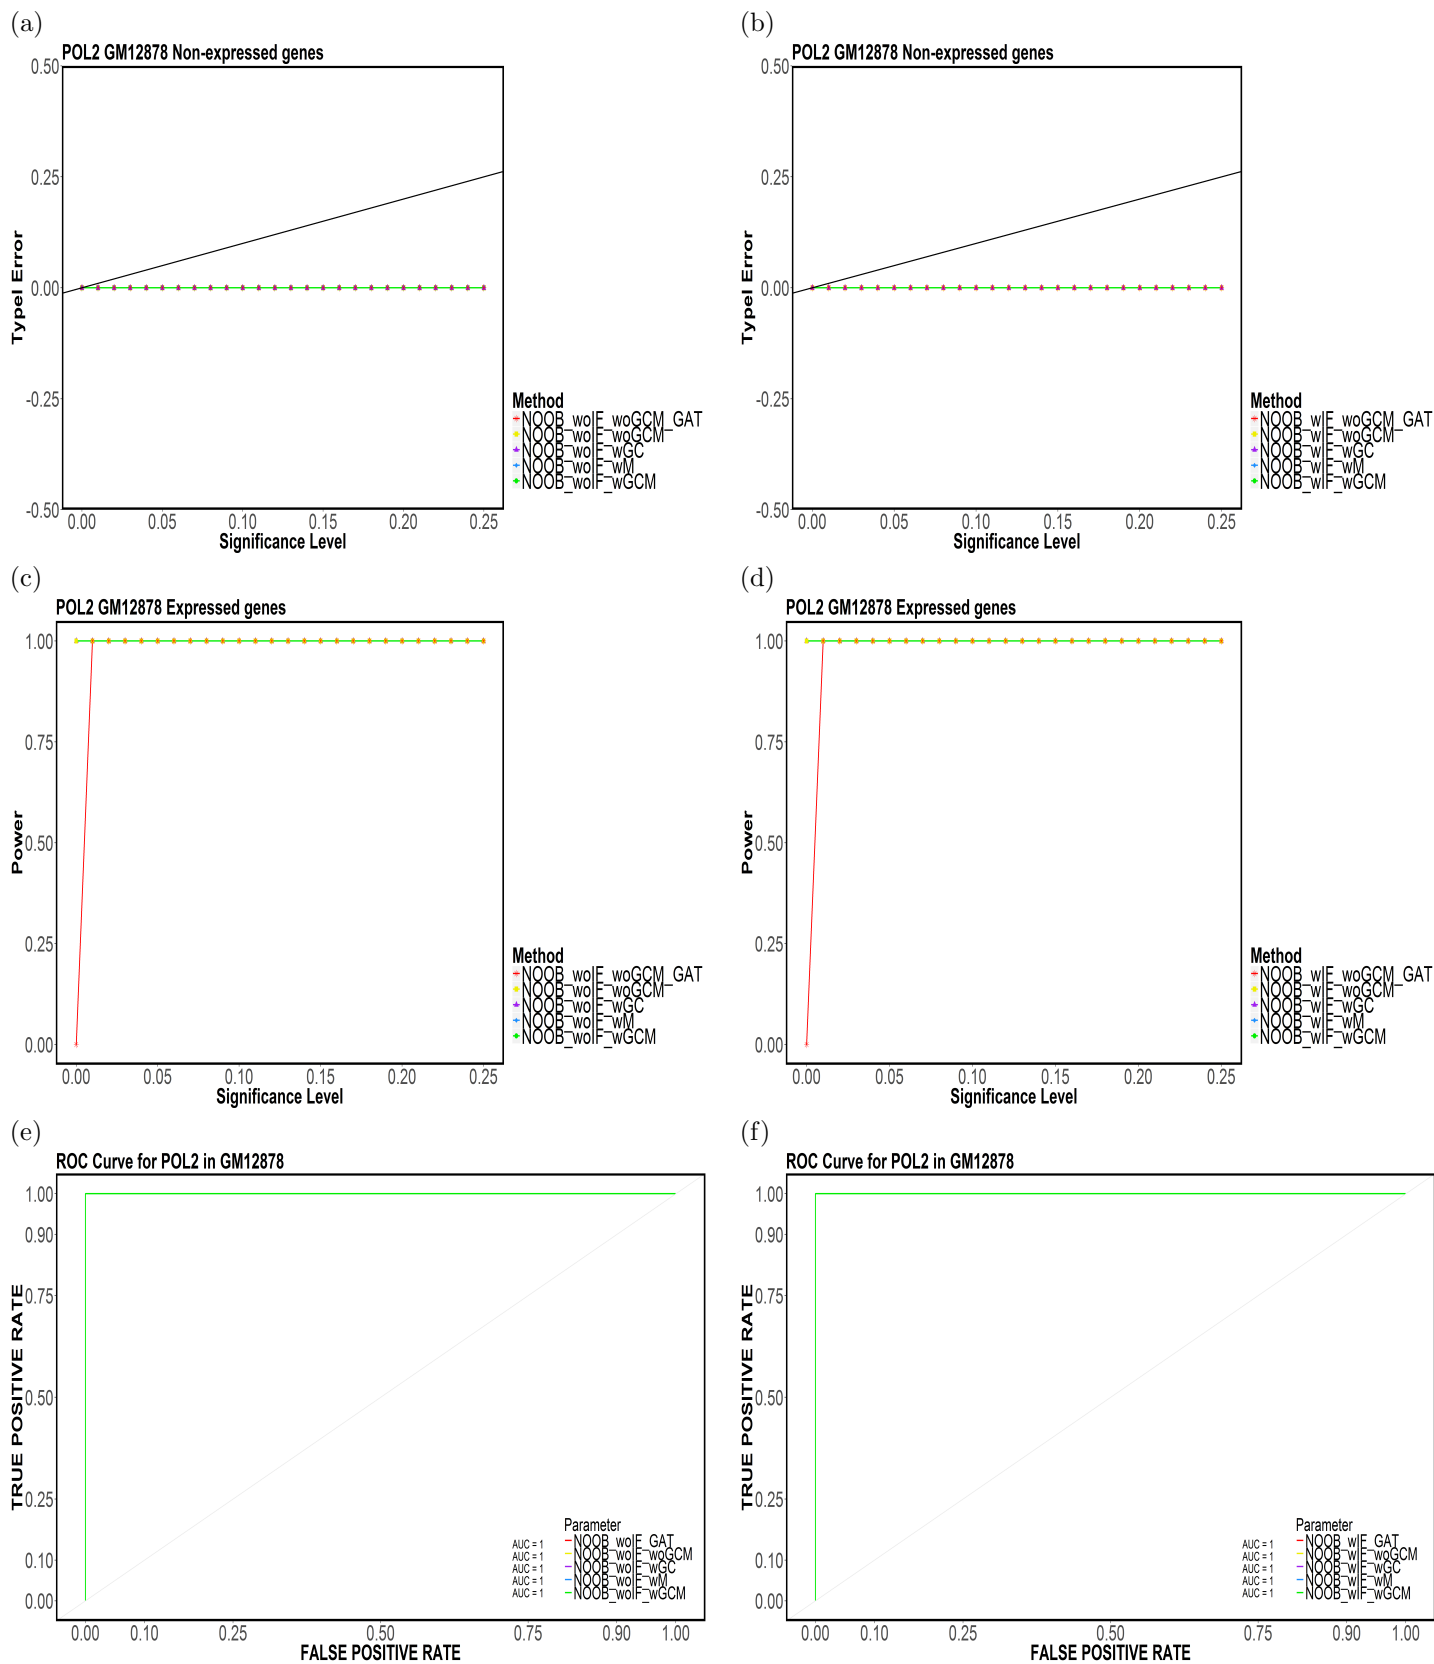 (a)
POL2 GM12878 Non-expressed genes
0.50
0.25
0.00
-0.25
-0.50
TypeI Error
0.00 0.05 0.10 0.15 0.20 0.25
Significance Level
Method
NOOB_woIF_woGCM_GAT
NOOB_woIF_woGCM
NOOB_woIF_wGC
NOOB_woIF_wM
NOOB_woIF_wGCM
(b)
POL2 GM12878 Non-expressed genes
0.50
0.25
0.00
-0.25
-0.50
TypeI Error
0.00 0.05 0.10 0.15 0.20 0.25
Significance Level
Method
NOOB_wIF_woGCM_GAT
NOOB_wIF_woGCM
NOOB_wIF_wGC
NOOB_wIF_wM
NOOB_wIF_wGCM
(c)
POL2 GM12878 Expressed genes
1.00
0.75
0.50
0.25
0.00
Power
0.00 0.05 0.10 0.15 0.20 0.25
Significance Level
Method
NOOB_woIF_woGCM_GAT
NOOB_woIF_woGCM
NOOB_woIF_wGC
NOOB_woIF_wM
NOOB_woIF_wGCM
(d)
POL2 GM12878 Expressed genes
1.00
0.75
0.50
0.25
0.00
Power
0.00 0.05 0.10 0.15 0.20 0.25
Significance Level
Method
NOOB_wIF_woGCM_GAT
NOOB_wIF_woGCM
NOOB_wIF_wGC
NOOB_wIF_wM
NOOB_wIF_wGCM
(e)
ROC Curve for POL2 in GM12878
1.00
0.90
0.75
0.50
0.25
0.10
0.00
TRUE POSITIVE RATE
0.00 0.10 0.25 0.50 0.75 0.90 1.00
FALSE POSITIVE RATE
Parameter
AUC = 1 NOOB_woIF_GAT
AUC = 1 NOOB_woIF_woGCM
AUC = 1 NOOB_woIF_wGC
AUC = 1 NOOB_woIF_wM
AUC = 1 NOOB_woIF_wGCM
(f)
ROC Curve for POL2 in GM12878
1.00
0.90
0.75
0.50
0.25
0.10
0.00
TRUE POSITIVE RATE
0.00 0.10 0.25 0.50 0.75 0.90 1.00
FALSE POSITIVE RATE
Parameter
AUC = 1 NOOB_wIF_GAT
AUC = 1 NOOB_wIF_woGCM
AUC = 1 NOOB_wIF_wGC
AUC = 1 NOOB_wIF_wM
AUC = 1 NOOB_wIF_wGCM